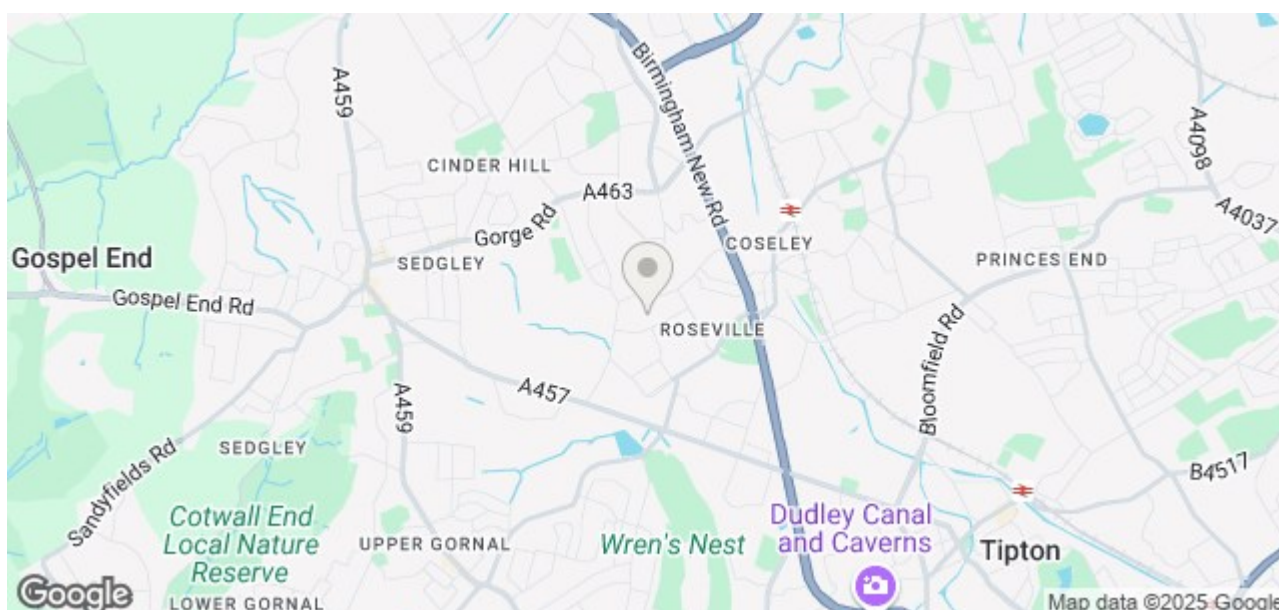 A459
Birmingham New Rd
A4098
CINDER HILL
A463
A4037
Gorge Rd
COSELEY
Gospel End
SEDGLEY
PRINCES END
Gospel End Rd
ROSEVILLE
Bloomfield Rd
A457
A459
SEDGLEY
Sandyfields Rd
B4517
Cotwall End
Local Nature
Reserve
UPPER GORNAL
Wren's Nest
Dudley Canal
and Caverns
Tipton
Google
LOWER GORNAL
Map data ©2025 Google